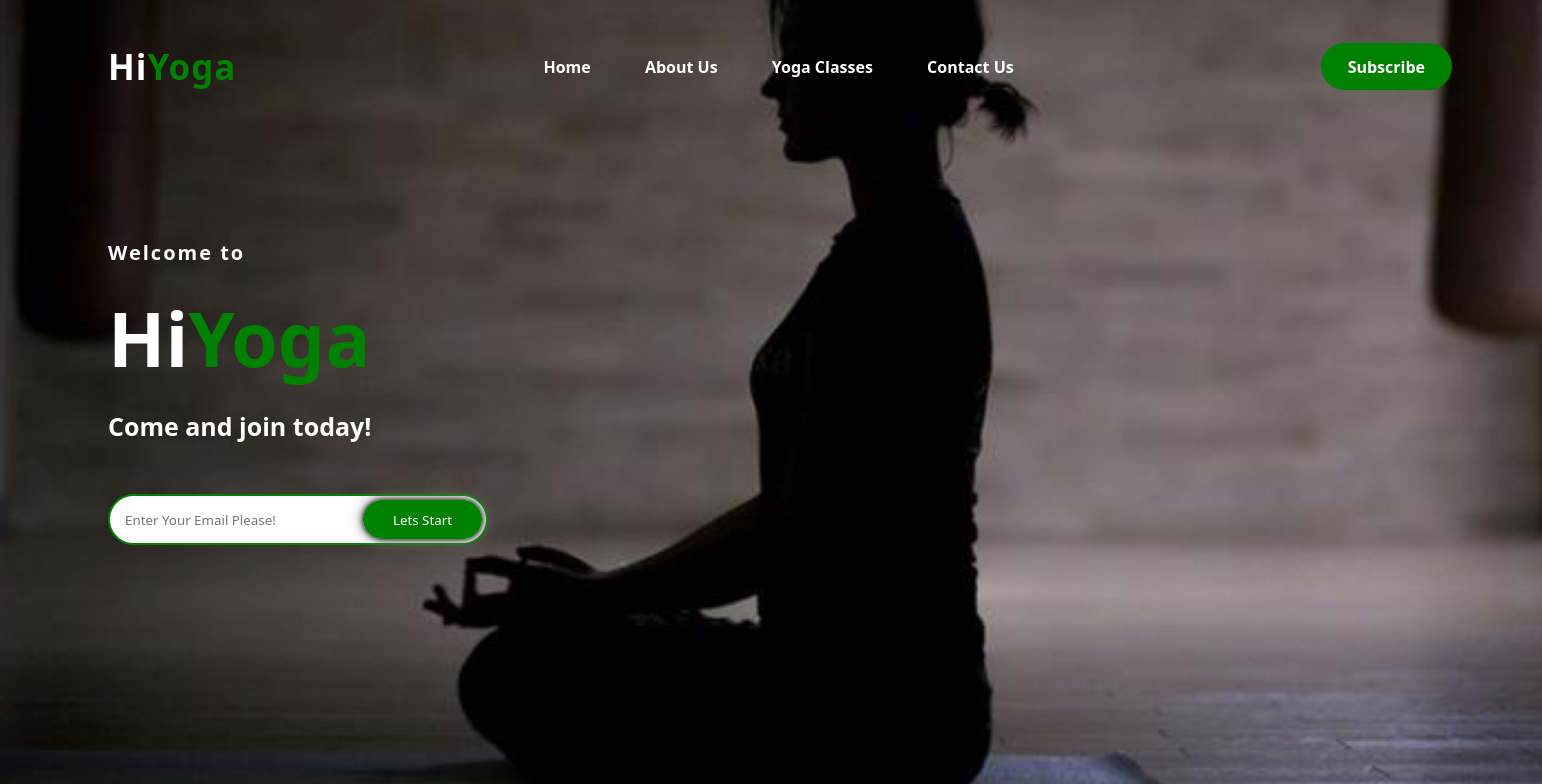 HiYoga Home About Us Yoga Classes Contact Us Subscribe
Welcome to
HiYoga
Come and join today!
Enter Your Email Please! Lets Start